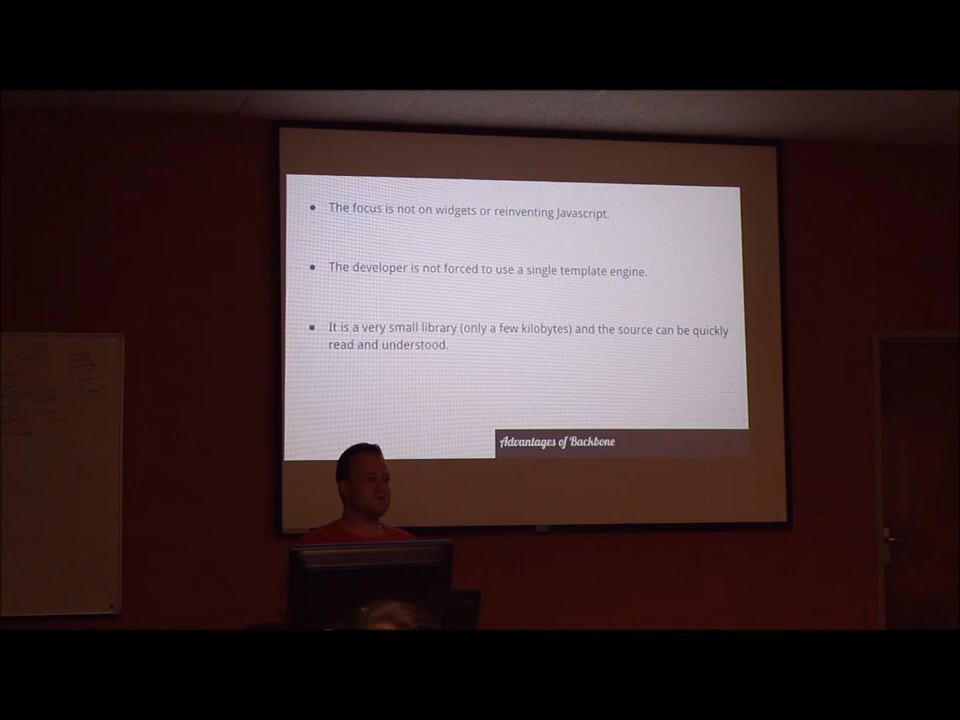 • The focus is not on widgets or reinventing Javascript.
• The developer is not forced to use a single template engine.
• It is a very small library (only a few kilobytes) and the source can be quickly
read and understood.
Advantages of Backbone